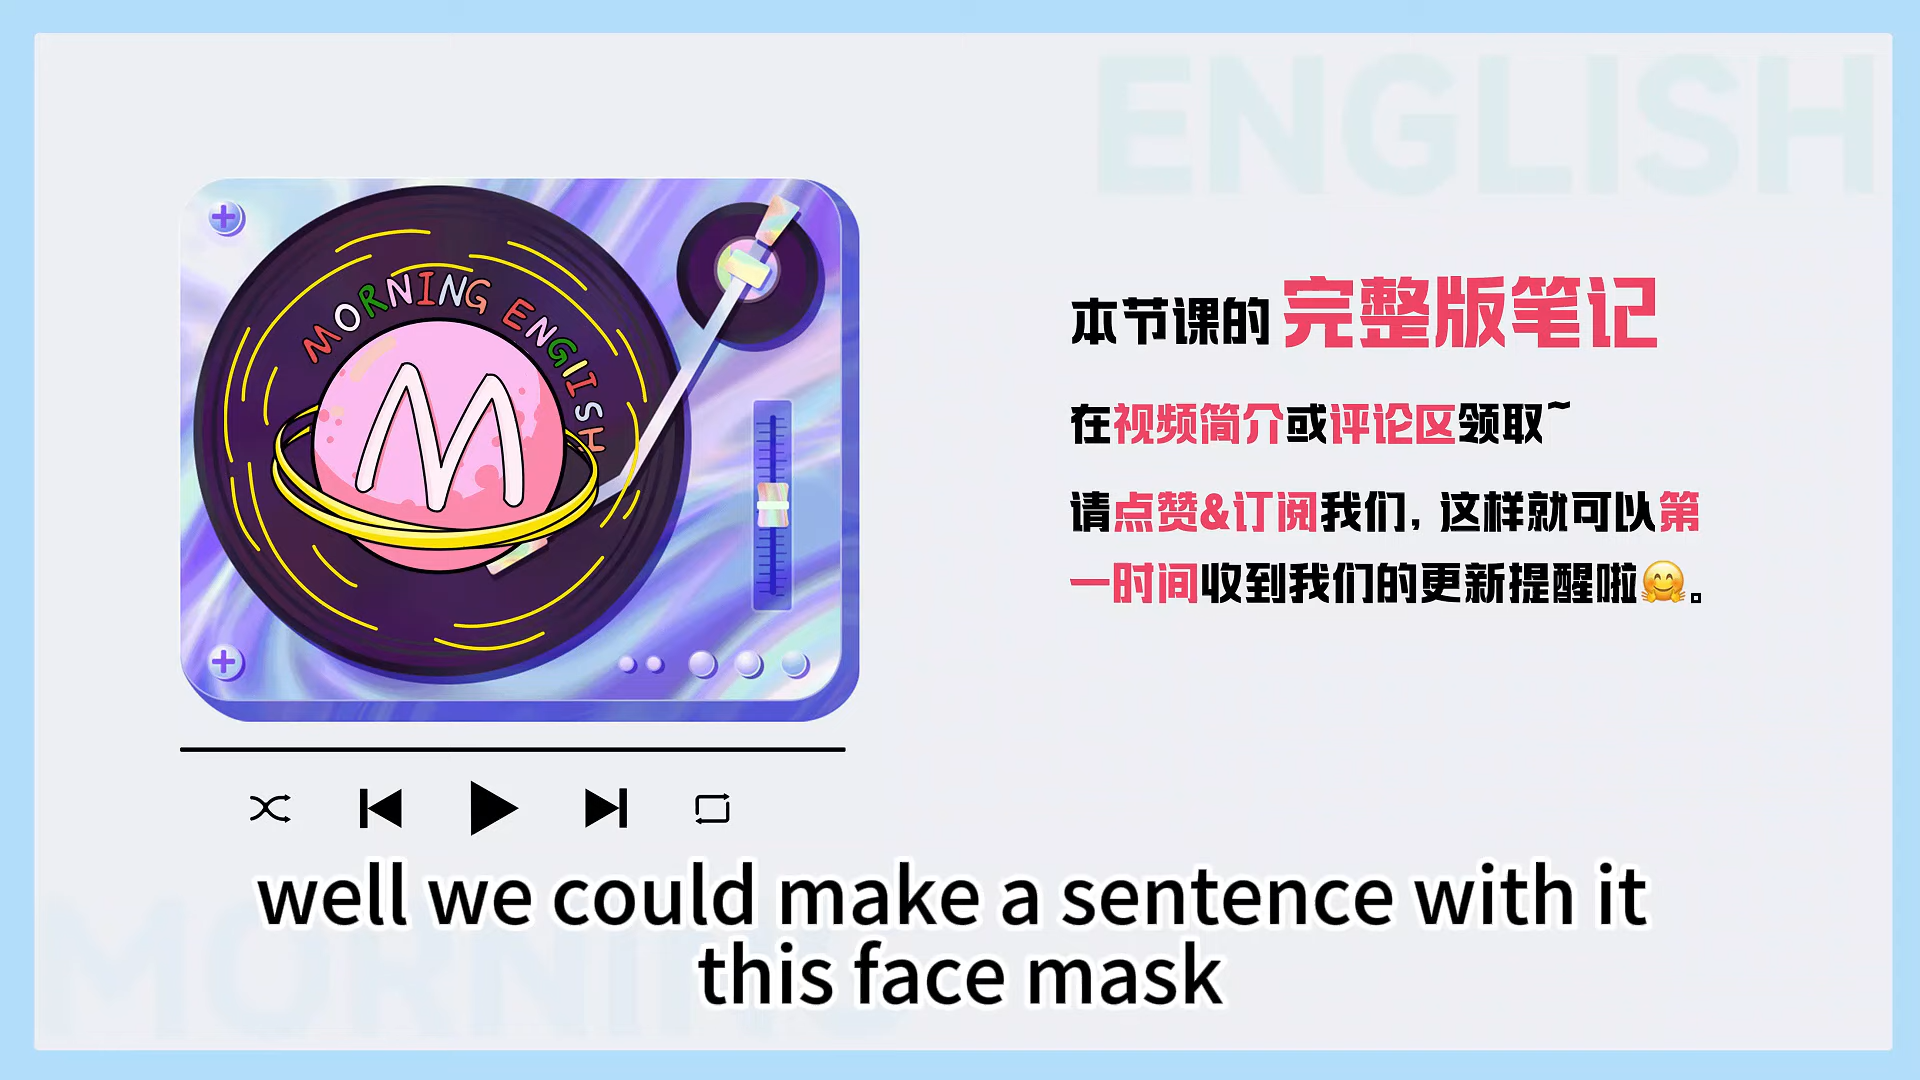 ENGLISH
MORNING ENGlISH
M
本节课的 完整版笔记
在视频简介或评论区领取~
请点赞&订阅我们，这样就可以第
一时间收到我们的更新提醒啦🤗。
well we could make a sentence with it
this face mask
MORNING